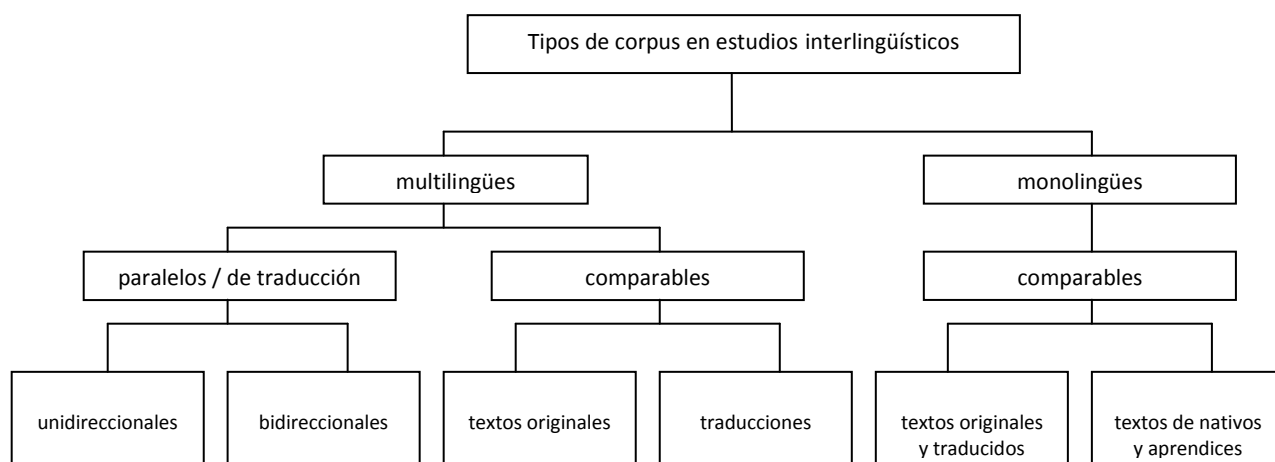 Tipos de corpus en estudios interlingüísticos
multilingües
monolingües
paralelos / de traducción
comparables
comparables
unidireccionales
bidireccionales
textos originales
traducciones
textos originales
y traducidos
textos de nativos
y aprendices